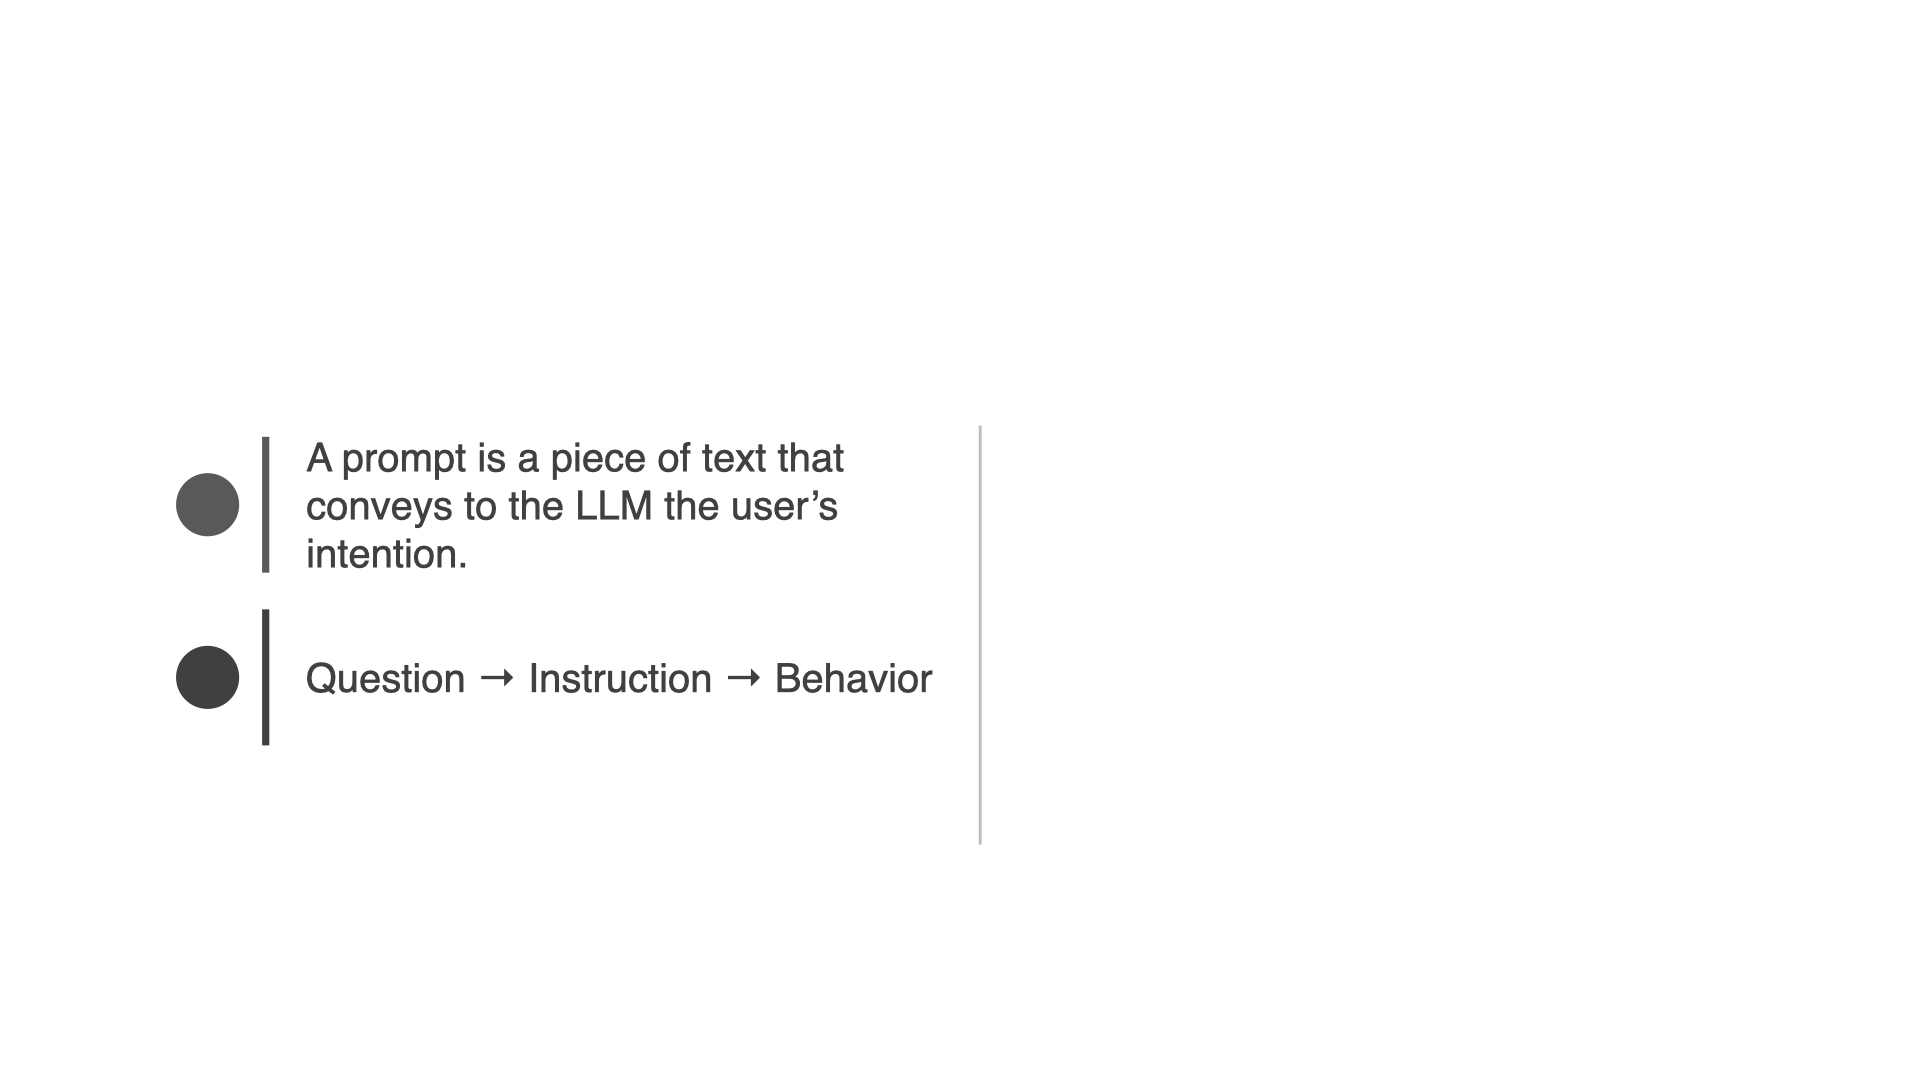 A prompt is a piece of text that
conveys to the LLM the user’s
intention.
Question → Instruction → Behavior